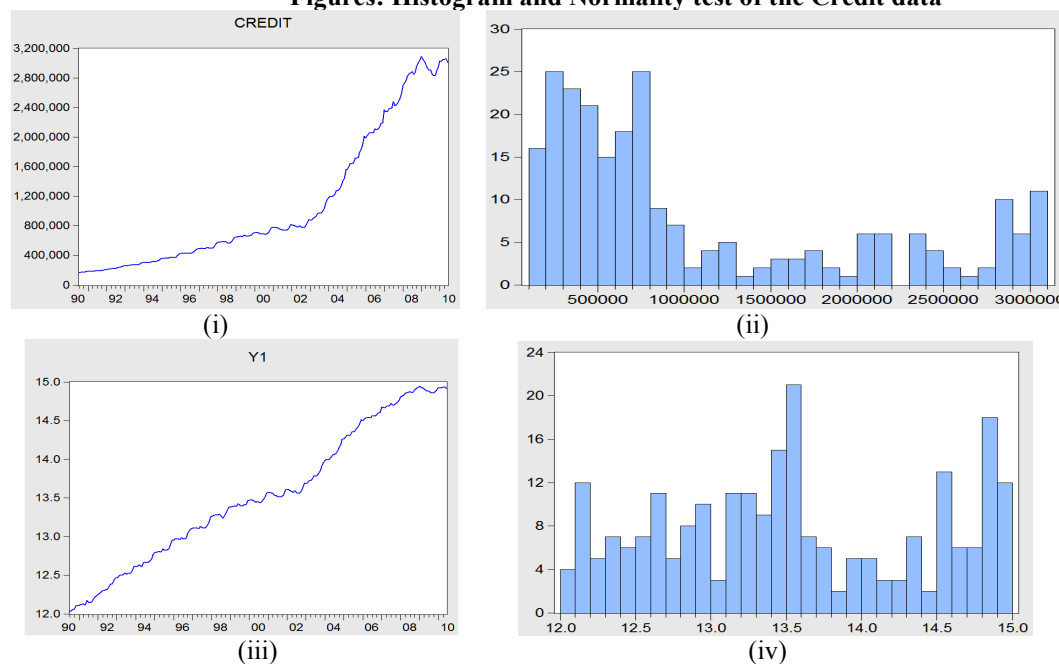 Figures: Histogram and Normality test of the Credit data
CREDIT
3,200,000
2,800,000
2,400,000
2,000,000
1,600,000
1,200,000
800,000
400,000
0
90 92 94 96 98 00 02 04 06 08 10
(i)
30
25
20
15
10
5
0
500000 1000000 1500000 2000000 2500000 3000000
(ii)
Y1
15.0
14.5
14.0
13.5
13.0
12.5
12.0
90 92 94 96 98 00 02 04 06 08 10
(iii)
24
20
16
12
8
4
0
12.0 12.5 13.0 13.5 14.0 14.5 15.0
(iv)